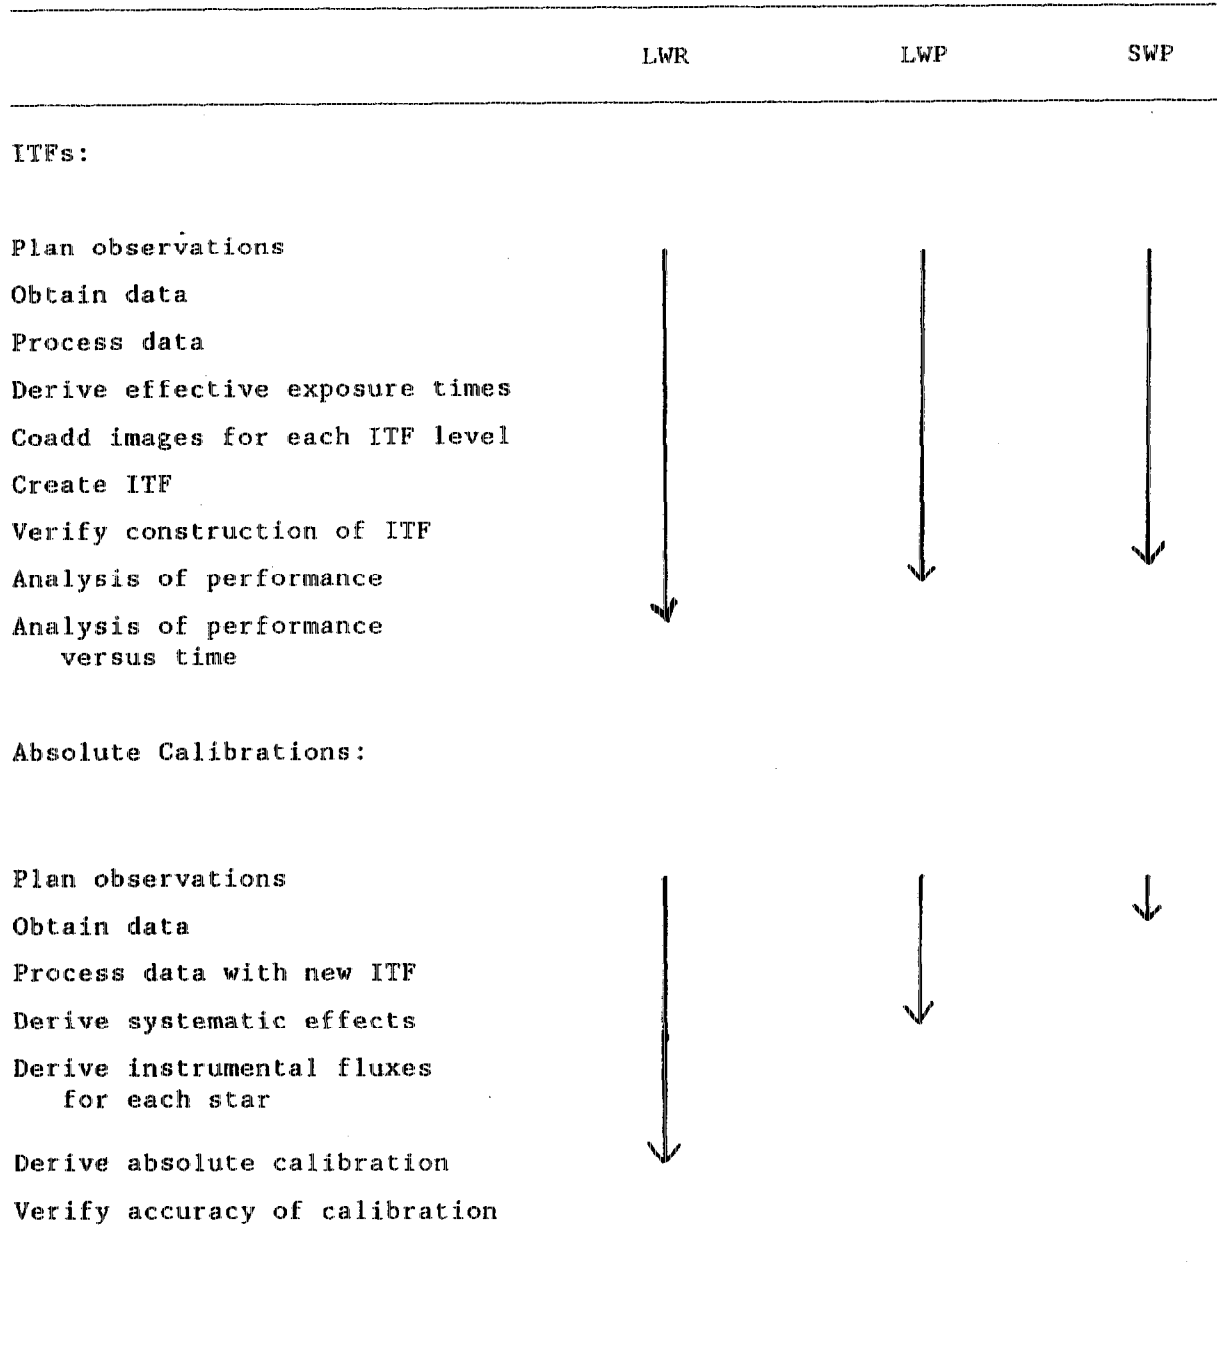 LWR LWP SWP
ITFs:
Plan observations
Obtain data
Process data
Derive effective exposure times
Coadd images for each ITF level
Create ITF
Verify construction of ITF
Analysis of performance
Analysis of performance
versus time
Absolute Calibrations:
Plan observations
Obtain data
Process data with new ITF
Derive systematic effects
Derive instrumental fluxes
for each star
Derive absolute calibration
Verify accuracy of calibration